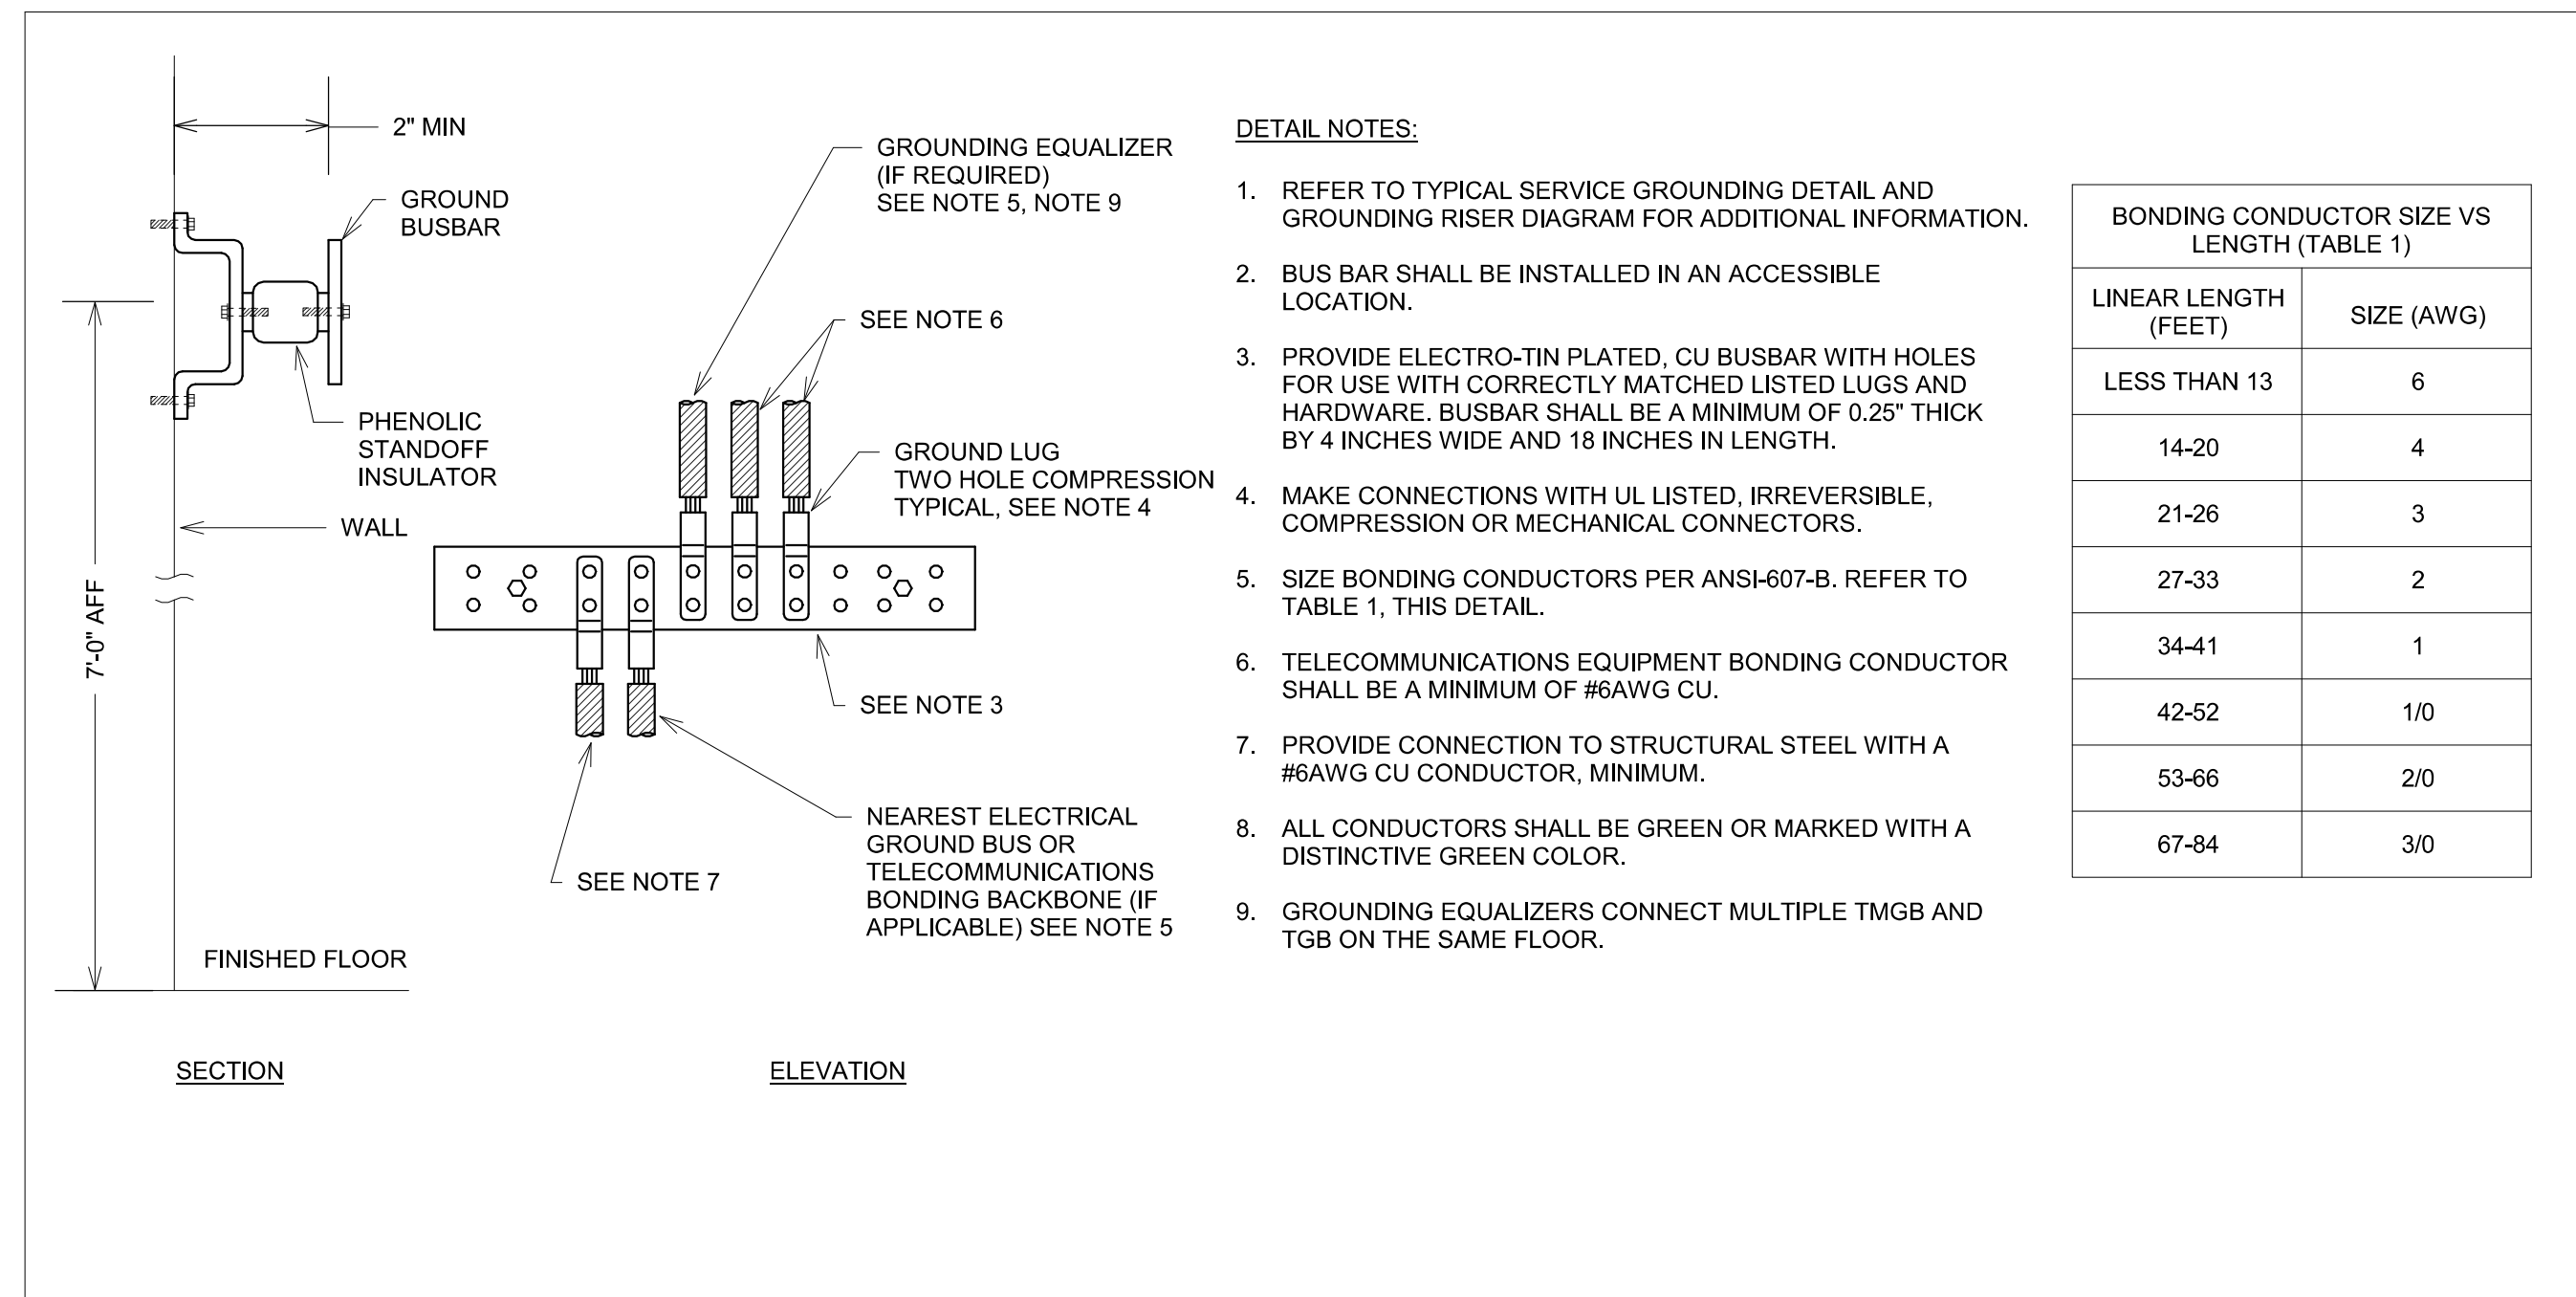 2" MIN
GROUND
BUSBAR
PHENOLIC
STANDOFF
INSULATOR
WALL
7'-0" AFF
FINISHED FLOOR
SECTION
GROUNDING EQUALIZER
(IF REQUIRED)
SEE NOTE 5, NOTE 9
SEE NOTE 6
GROUND LUG
TWO HOLE COMPRESSION
TYPICAL, SEE NOTE 4
SEE NOTE 3
NEAREST ELECTRICAL
GROUND BUS OR
TELECOMMUNICATIONS
BONDING BACKBONE (IF
APPLICABLE) SEE NOTE 5
SEE NOTE 7
ELEVATION
DETAIL NOTES:
1. REFER TO TYPICAL SERVICE GROUNDING DETAIL AND
GROUNDING RISER DIAGRAM FOR ADDITIONAL INFORMATION.
2. BUS BAR SHALL BE INSTALLED IN AN ACCESSIBLE
LOCATION.
3. PROVIDE ELECTRO-TIN PLATED, CU BUSBAR WITH HOLES
FOR USE WITH CORRECTLY MATCHED LISTED LUGS AND
HARDWARE. BUSBAR SHALL BE A MINIMUM OF 0.25" THICK
BY 4 INCHES WIDE AND 18 INCHES IN LENGTH.
4. MAKE CONNECTIONS WITH UL LISTED, IRREVERSIBLE,
COMPRESSION OR MECHANICAL CONNECTORS.
5. SIZE BONDING CONDUCTORS PER ANSI-607-B. REFER TO
TABLE 1, THIS DETAIL.
6. TELECOMMUNICATIONS EQUIPMENT BONDING CONDUCTOR
SHALL BE A MINIMUM OF #6AWG CU.
7. PROVIDE CONNECTION TO STRUCTURAL STEEL WITH A
#6AWG CU CONDUCTOR, MINIMUM.
8. ALL CONDUCTORS SHALL BE GREEN OR MARKED WITH A
DISTINCTIVE GREEN COLOR.
9. GROUNDING EQUALIZERS CONNECT MULTIPLE TMGB AND
TGB ON THE SAME FLOOR.
BONDING CONDUCTOR SIZE VS
LENGTH (TABLE 1)
LINEAR LENGTH
(FEET)
SIZE (AWG)
LESS THAN 13 6
14-20 4
21-26 3
27-33 2
34-41 1
42-52 1/0
53-66 2/0
67-84 3/0